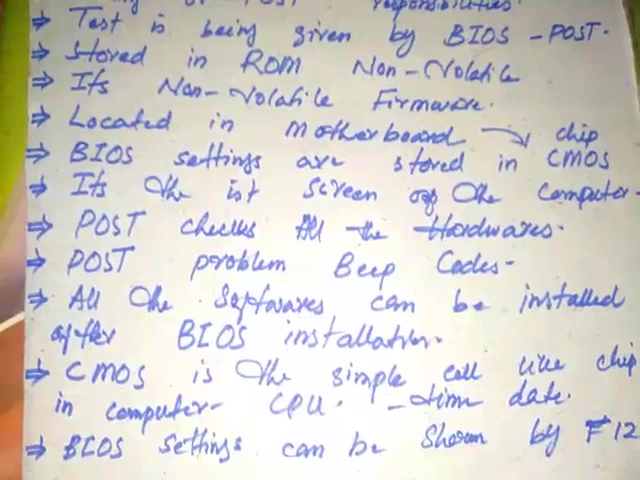 of POST responsibilities.
⇒ Test is being given by BIOS - POST.
⇒ Stored in ROM Non-Volatile
⇒ Its Non-Volatile Firmware.
⇒ Located in motherboard → chip
⇒ BIOS settings are stored in CMOS
⇒ Its the 1st Screen of the Computer
⇒ POST checks All the Hardwares.
⇒ POST problem Beep Codes-
⇒ All the Softwares can be installed
after BIOS installation.
⇒ CMOS is the simple cell like chip
in computer- CPU. - time date.
⇒ BIOS settings can be Shown by F12